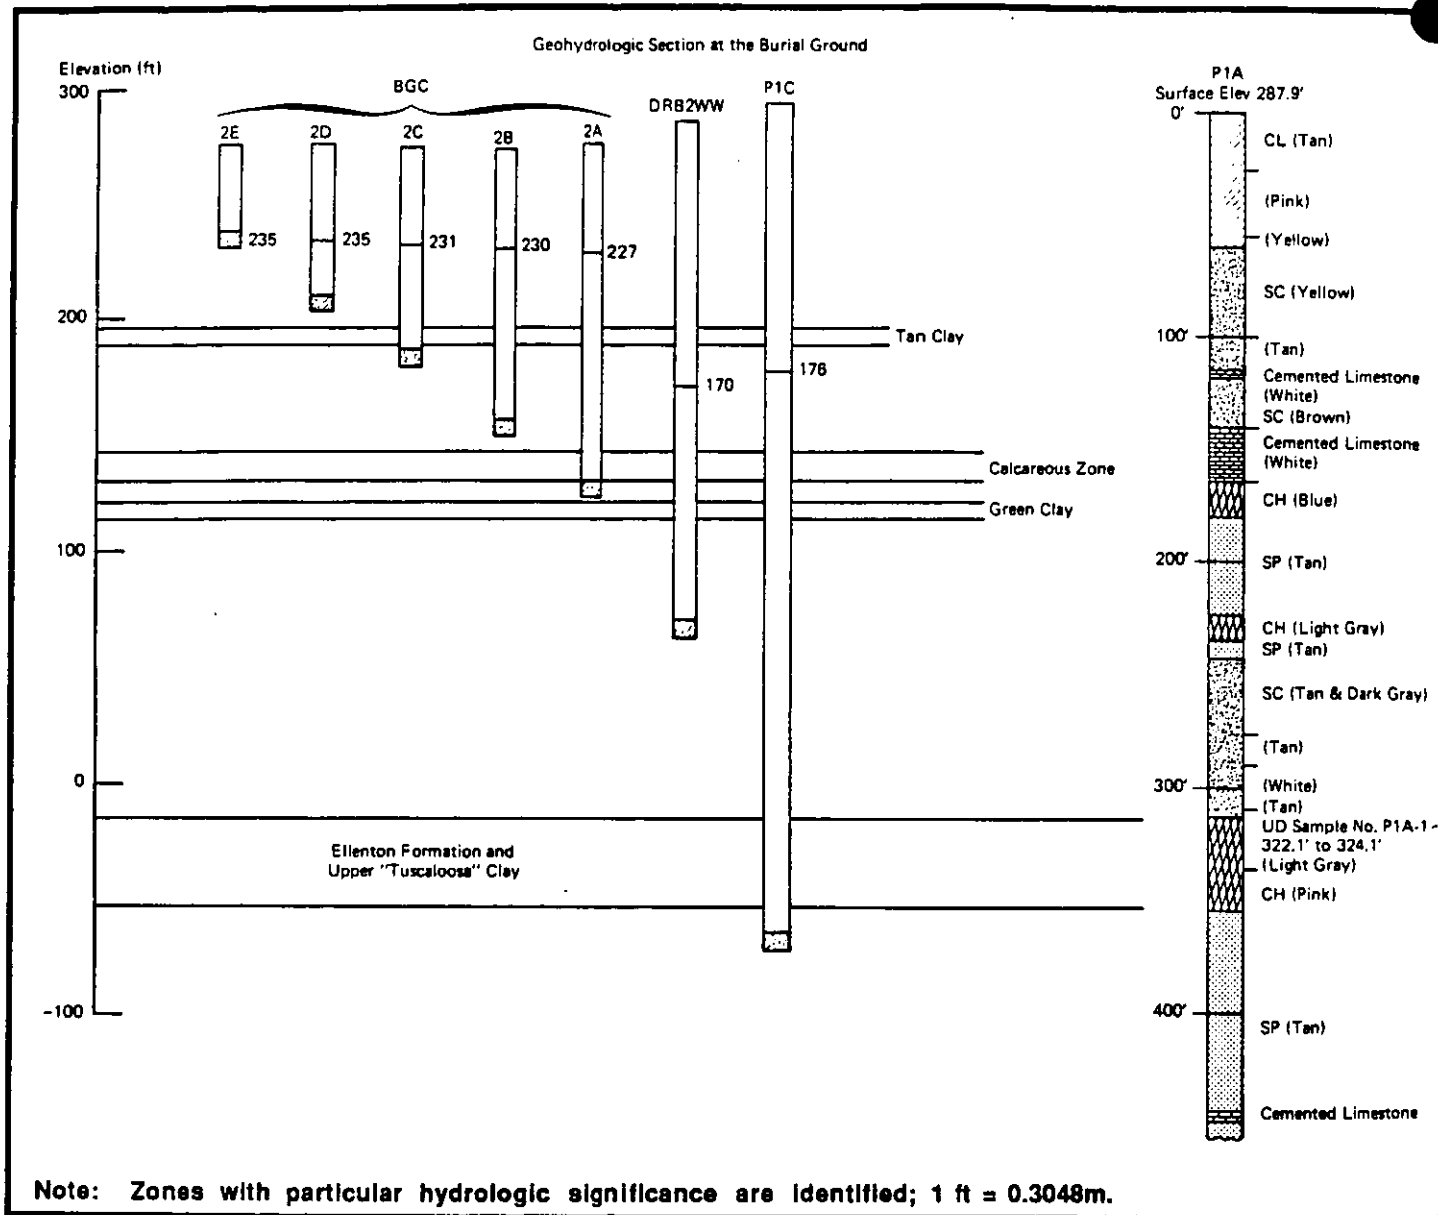 Geohydrologic Section at the Burial Ground
Elevation (ft)
300
200
100
0
-100
BGC
2E
2D
2C
2B
2A
DRB2WW
P1C
235
235
231
230
227
170
176
Tan Clay
Calcareous Zone
Green Clay
Ellenton Formation and
Upper "Tuscaloosa" Clay
P1A
Surface Elev 287.9'
0'
100'
200'
300'
400'
CL (Tan)
(Pink)
(Yellow)
SC (Yellow)
(Tan)
Cemented Limestone
(White)
SC (Brown)
Cemented Limestone
(White)
CH (Blue)
SP (Tan)
CH (Light Gray)
SP (Tan)
SC (Tan & Dark Gray)
(Tan)
(White)
(Tan)
UD Sample No. P1A-1 -
322.1' to 324.1'
(Light Gray)
CH (Pink)
SP (Tan)
Cemented Limestone
Note: Zones with particular hydrologic significance are identified; 1 ft = 0.3048m.